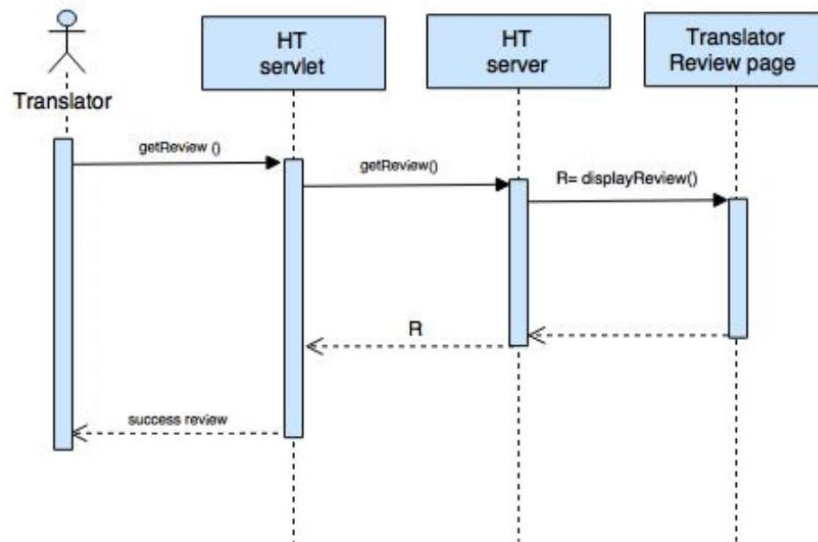 HT
servlet
HT
server
Translator
Review page
Translator
getReview ()
getReview()
R= displayReview()
R
success review